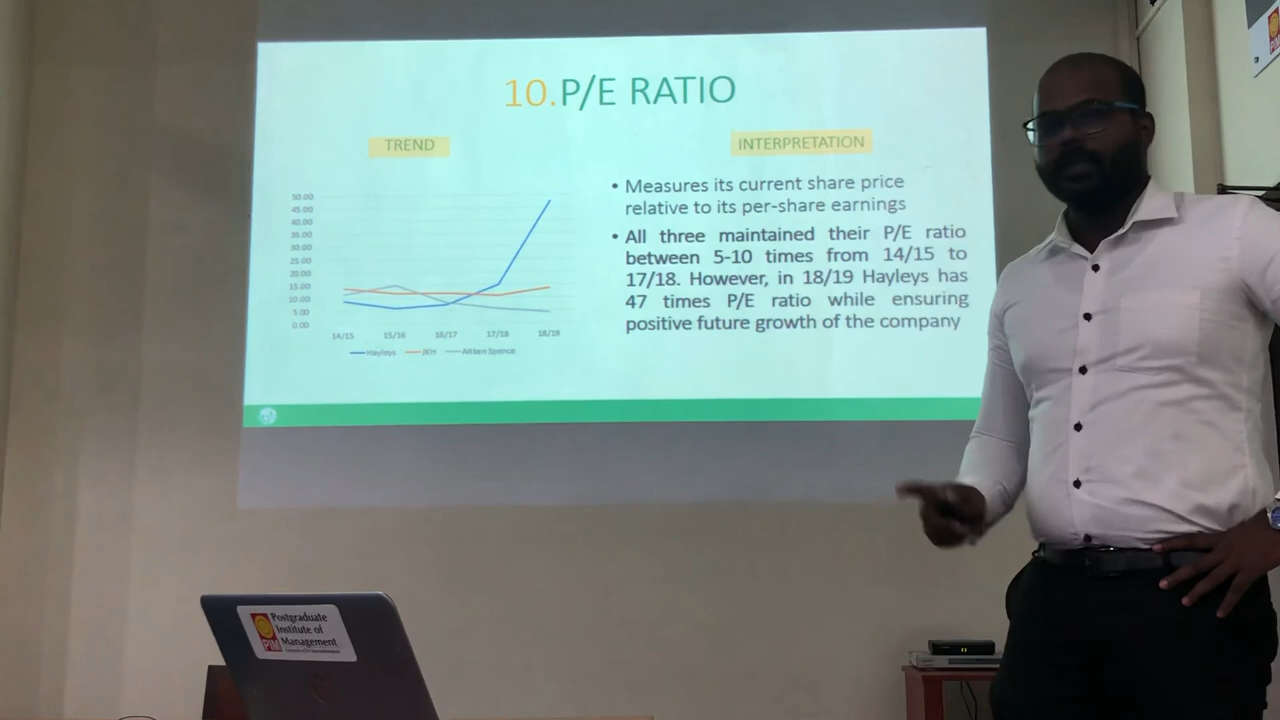 10.P/E RATIO
TREND
50.00
45.00
40.00
35.00
30.00
25.00
20.00
15.00
10.00
5.00
0.00
14/15 15/16 16/17 17/18 18/19
Hayleys JKH Aitken Spence
INTERPRETATION
• Measures its current share price
relative to its per-share earnings
• All three maintained their P/E ratio
between 5-10 times from 14/15 to
17/18. However, in 18/19 Hayleys has
47 times P/E ratio while ensuring
positive future growth of the company
Postgraduate
Institute of
Management
PIM